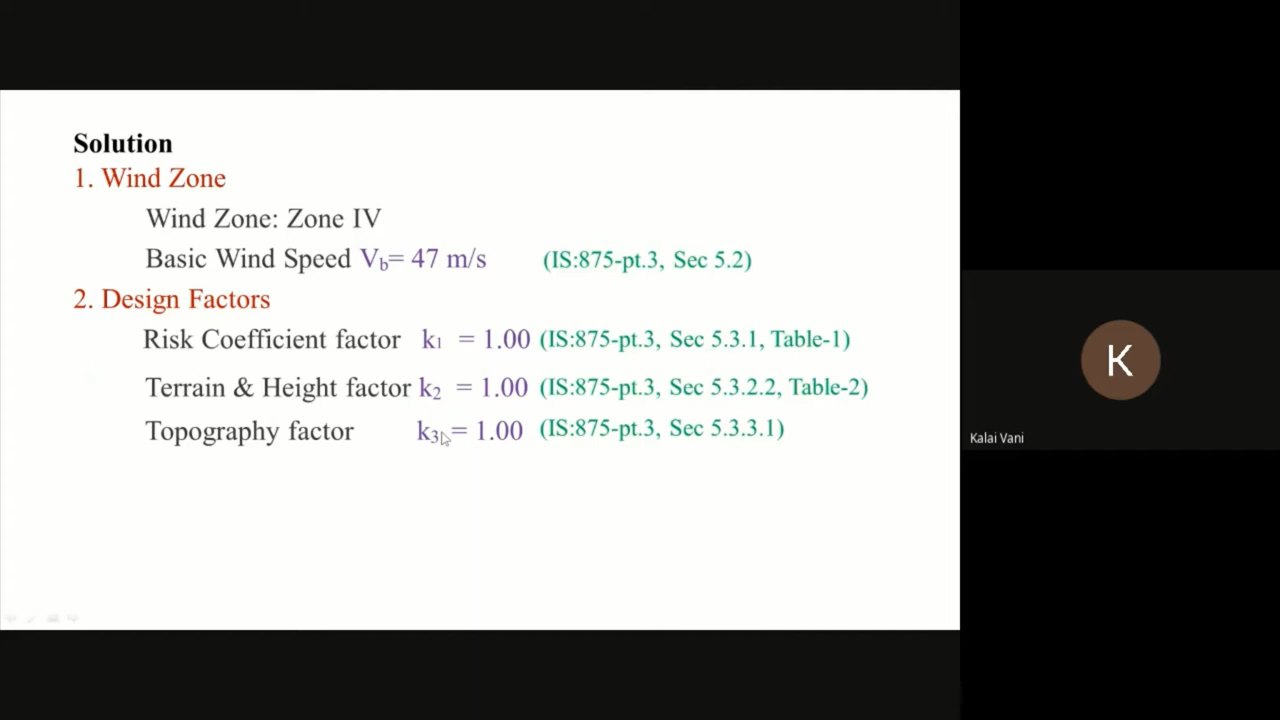 Solution
1. Wind Zone
Wind Zone: Zone IV
Basic Wind Speed Vb= 47 m/s (IS:875-pt.3, Sec 5.2)
2. Design Factors
Risk Coefficient factor k1 = 1.00 (IS:875-pt.3, Sec 5.3.1, Table-1)
Terrain & Height factor k2 = 1.00 (IS:875-pt.3, Sec 5.3.2.2, Table-2)
Topography factor k3 = 1.00 (IS:875-pt.3, Sec 5.3.3.1)
K
Kalai Vani